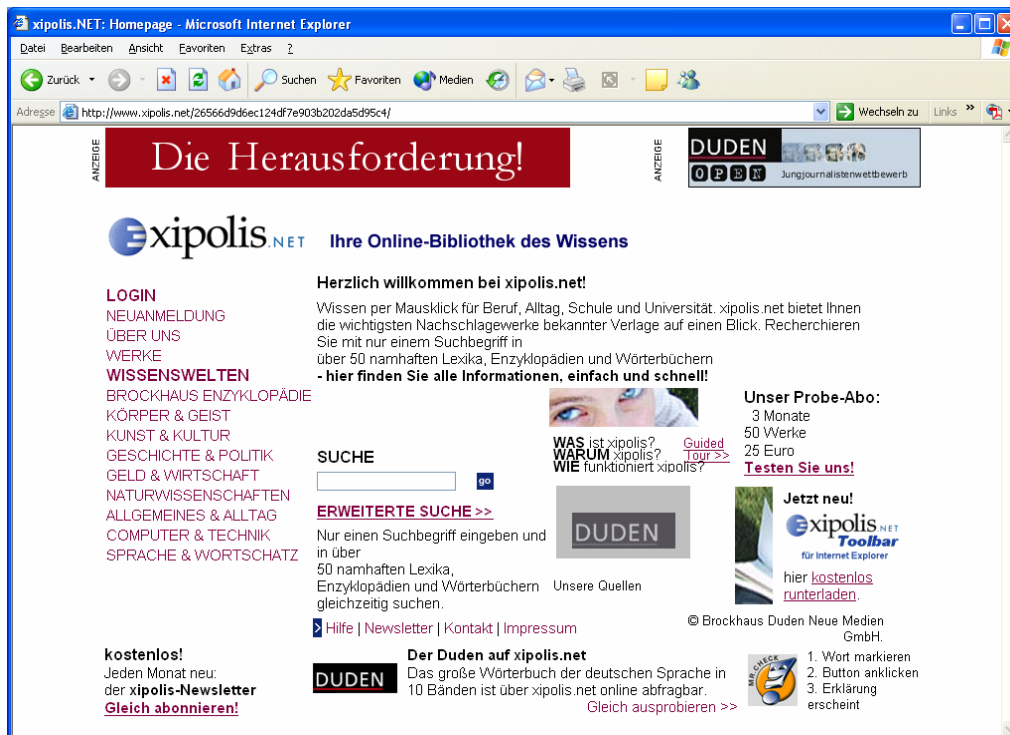 xipolis.NET: Homepage - Microsoft Internet Explorer
Datei Bearbeiten Ansicht Favoriten Extras ?
Zurück Suchen Favoriten Medien
Adresse http://www.xipolis.net/26566d9d6ec124df7e903b202da5d95c4/ Wechseln zu Links »
ANZEIGE
Die Herausforderung!
ANZEIGE
DUDEN
OPEN Jungjournalistenwettbewerb
xipolis.NET Ihre Online-Bibliothek des Wissens
LOGIN
NEUANMELDUNG
ÜBER UNS
WERKE
WISSENSWELTEN
BROCKHAUS ENZYKLOPÄDIE
KÖRPER & GEIST
KUNST & KULTUR
GESCHICHTE & POLITIK
GELD & WIRTSCHAFT
NATURWISSENSCHAFTEN
ALLGEMEINES & ALLTAG
COMPUTER & TECHNIK
SPRACHE & WORTSCHATZ
Herzlich willkommen bei xipolis.net!
Wissen per Mausklick für Beruf, Alltag, Schule und Universität. xipolis.net bietet Ihnen
die wichtigsten Nachschlagewerke bekannter Verlage auf einen Blick. Recherchieren
Sie mit nur einem Suchbegriff in
über 50 namhaften Lexika, Enzyklopädien und Wörterbüchern
- hier finden Sie alle Informationen, einfach und schnell!
SUCHE
go
ERWEITERTE SUCHE >>
Nur einen Suchbegriff eingeben und
in über
50 namhaften Lexika,
Enzyklopädien und Wörterbüchern
gleichzeitig suchen.
WAS ist xipolis?
WARUM xipolis?
WIE funktioniert xipolis?
Guided
Tour >>
DUDEN
Unsere Quellen
Unser Probe-Abo:
3 Monate
50 Werke
25 Euro
Testen Sie uns!
Jetzt neu!
xipolis.NET
Toolbar
für Internet Explorer
hier kostenlos
runterladen.
Hilfe | Newsletter | Kontakt | Impressum
© Brockhaus Duden Neue Medien
GmbH.
kostenlos!
Jeden Monat neu:
der xipolis-Newsletter
Gleich abonnieren!
DUDEN
Der Duden auf xipolis.net
Das große Wörterbuch der deutschen Sprache in
10 Bänden ist über xipolis.net online abfragbar.
Gleich ausprobieren >>
MR.CHECK
1. Wort markieren
2. Button anklicken
3. Erklärung
erscheint